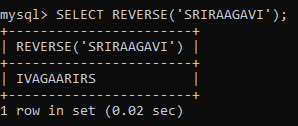 mysql> SELECT REVERSE('SRIRAAGAVI');
+-----------------------+
| REVERSE('SRIRAAGAVI') |
+-----------------------+
| IVAGAARIRS            |
+-----------------------+
1 row in set (0.02 sec)